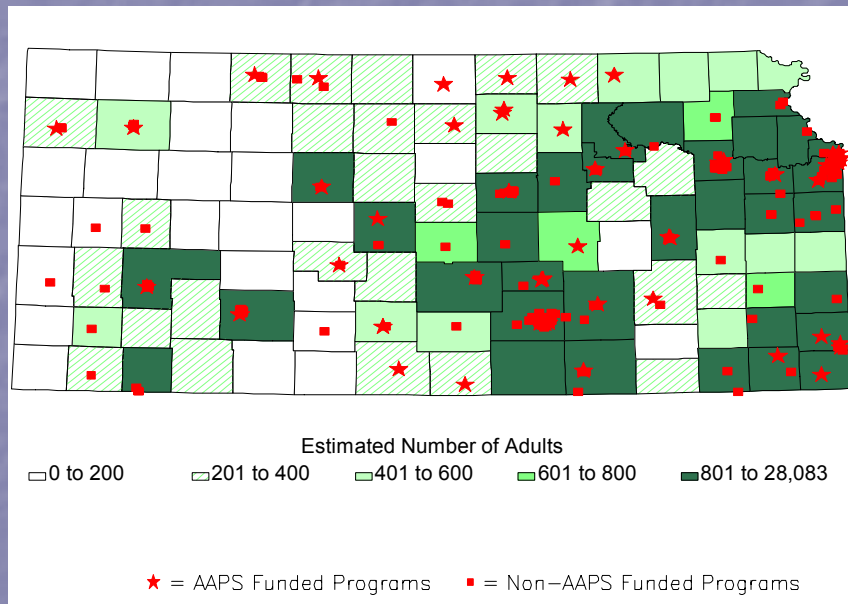 Estimated Number of Adults
0 to 200 201 to 400 401 to 600 601 to 800 801 to 28,083
= AAPS Funded Programs = Non-AAPS Funded Programs